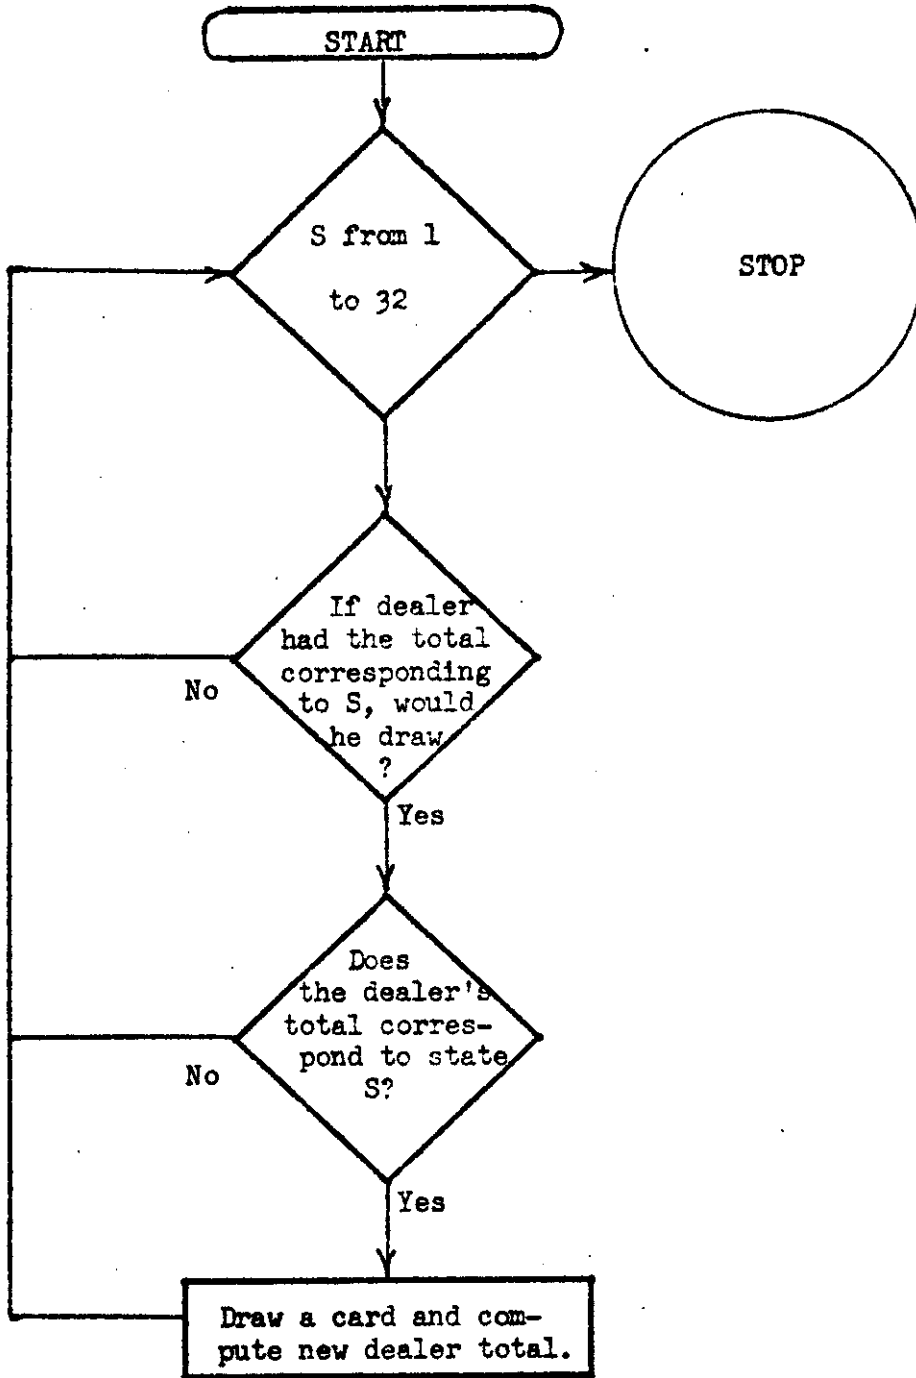 START
S from 1
to 32
STOP
If dealer
had the total
corresponding
to S, would
he draw
?
No
Yes
Does
the dealer's
total corres-
pond to state
S?
No
Yes
Draw a card and com-
pute new dealer total.